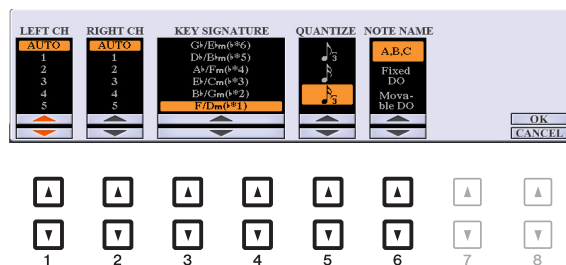 LEFT CH RIGHT CH KEY SIGNATURE QUANTIZE NOTE NAME
AUTO AUTO G♭/E♭m(♭*6) 3 A,B,C
1 1 D♭/B♭m(♭*5)
2 2 A♭/Fm(♭*4) Fixed
3 3 E♭/Cm(♭*3) DO
4 4 B♭/Gm(♭*2) 3 Mova-
5 5 F/Dm(♭*1) ble DO
OK
CANCEL
1 2 3 4 5 6 7 8